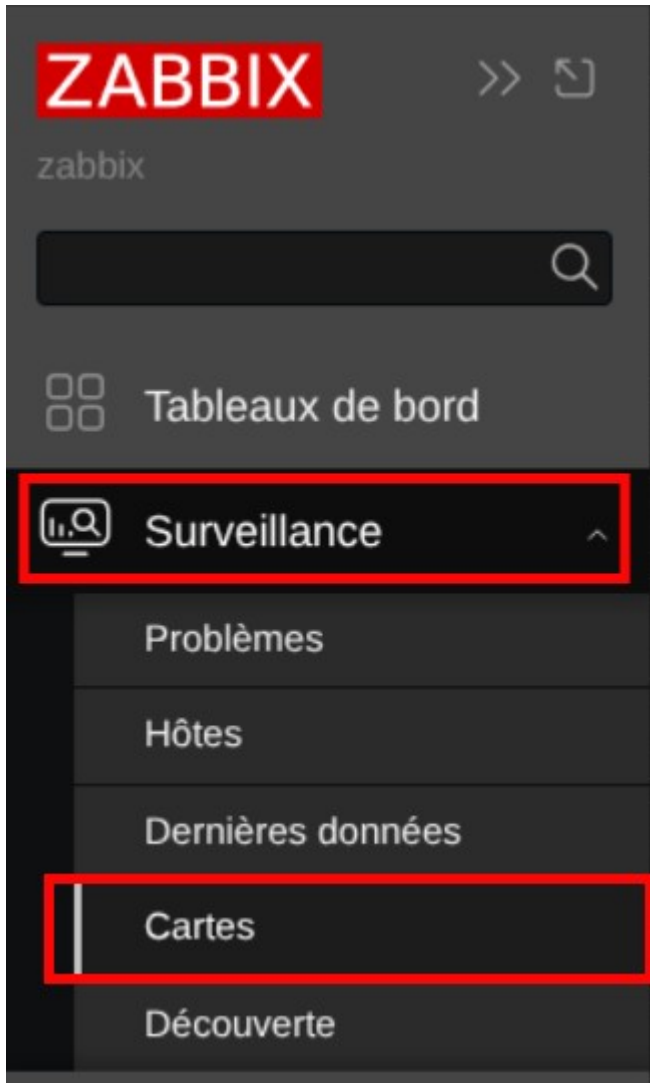 ZABBIX
zabbix
Tableaux de bord
Surveillance
Problèmes
Hôtes
Dernières données
Cartes
Découverte